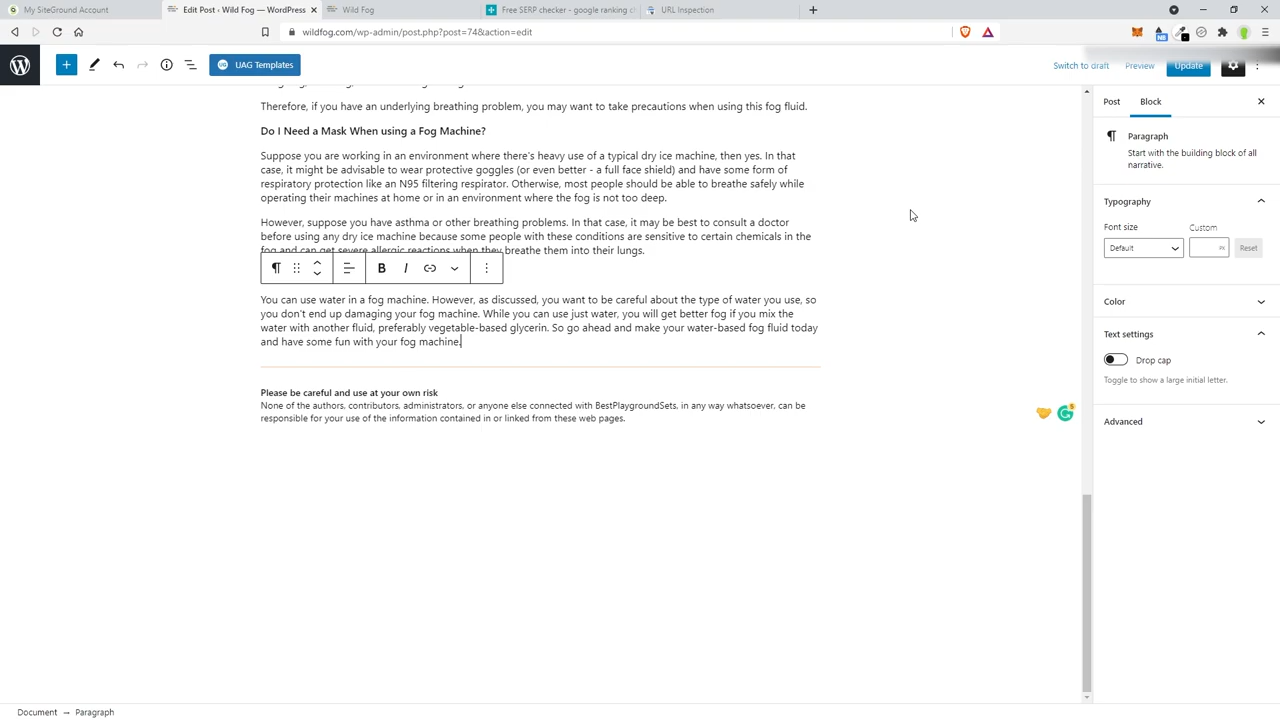 My SiteGround Account
Edit Post ‹ Wild Fog — WordPress
Wild Fog
Free SERP checker - google ranking c
URL Inspection
wildfog.com/wp-admin/post.php?post=74&action=edit
UAG Templates
Switch to draft
Preview
Update
Therefore, if you have an underlying breathing problem, you may want to take precautions when using this fog fluid.
Do I Need a Mask When using a Fog Machine?
Suppose you are working in an environment where there's heavy use of a typical dry ice machine, then yes. In that
case, it might be advisable to wear protective goggles (or even better - a full face shield) and have some form of
respiratory protection like an N95 filtering respirator. Otherwise, most people should be able to breathe safely while
operating their machines at home or in an environment where the fog is not too deep.
However, suppose you have asthma or other breathing problems. In that case, it may be best to consult a doctor
before using any dry ice machine because some people with these conditions are sensitive to certain chemicals in the
fog and can get severe allergic reactions when they breathe them into their lungs.
B
I
You can use water in a fog machine. However, as discussed, you want to be careful about the type of water you use, so
you don't end up damaging your fog machine. While you can use just water, you will get better fog if you mix the
water with another fluid, preferably vegetable-based glycerin. So go ahead and make your water-based fog fluid today
and have some fun with your fog machine.
Please be careful and use at your own risk
None of the authors, contributors, administrators, or anyone else connected with BestPlaygroundSets, in any way whatsoever, can be
responsible for your use of the information contained in or linked from these web pages.
Post
Block
Paragraph
Start with the building block of all
narrative.
Typography
Font size
Custom
Default
PX
Reset
Color
Text settings
Drop cap
Toggle to show a large initial letter.
Advanced
Document → Paragraph